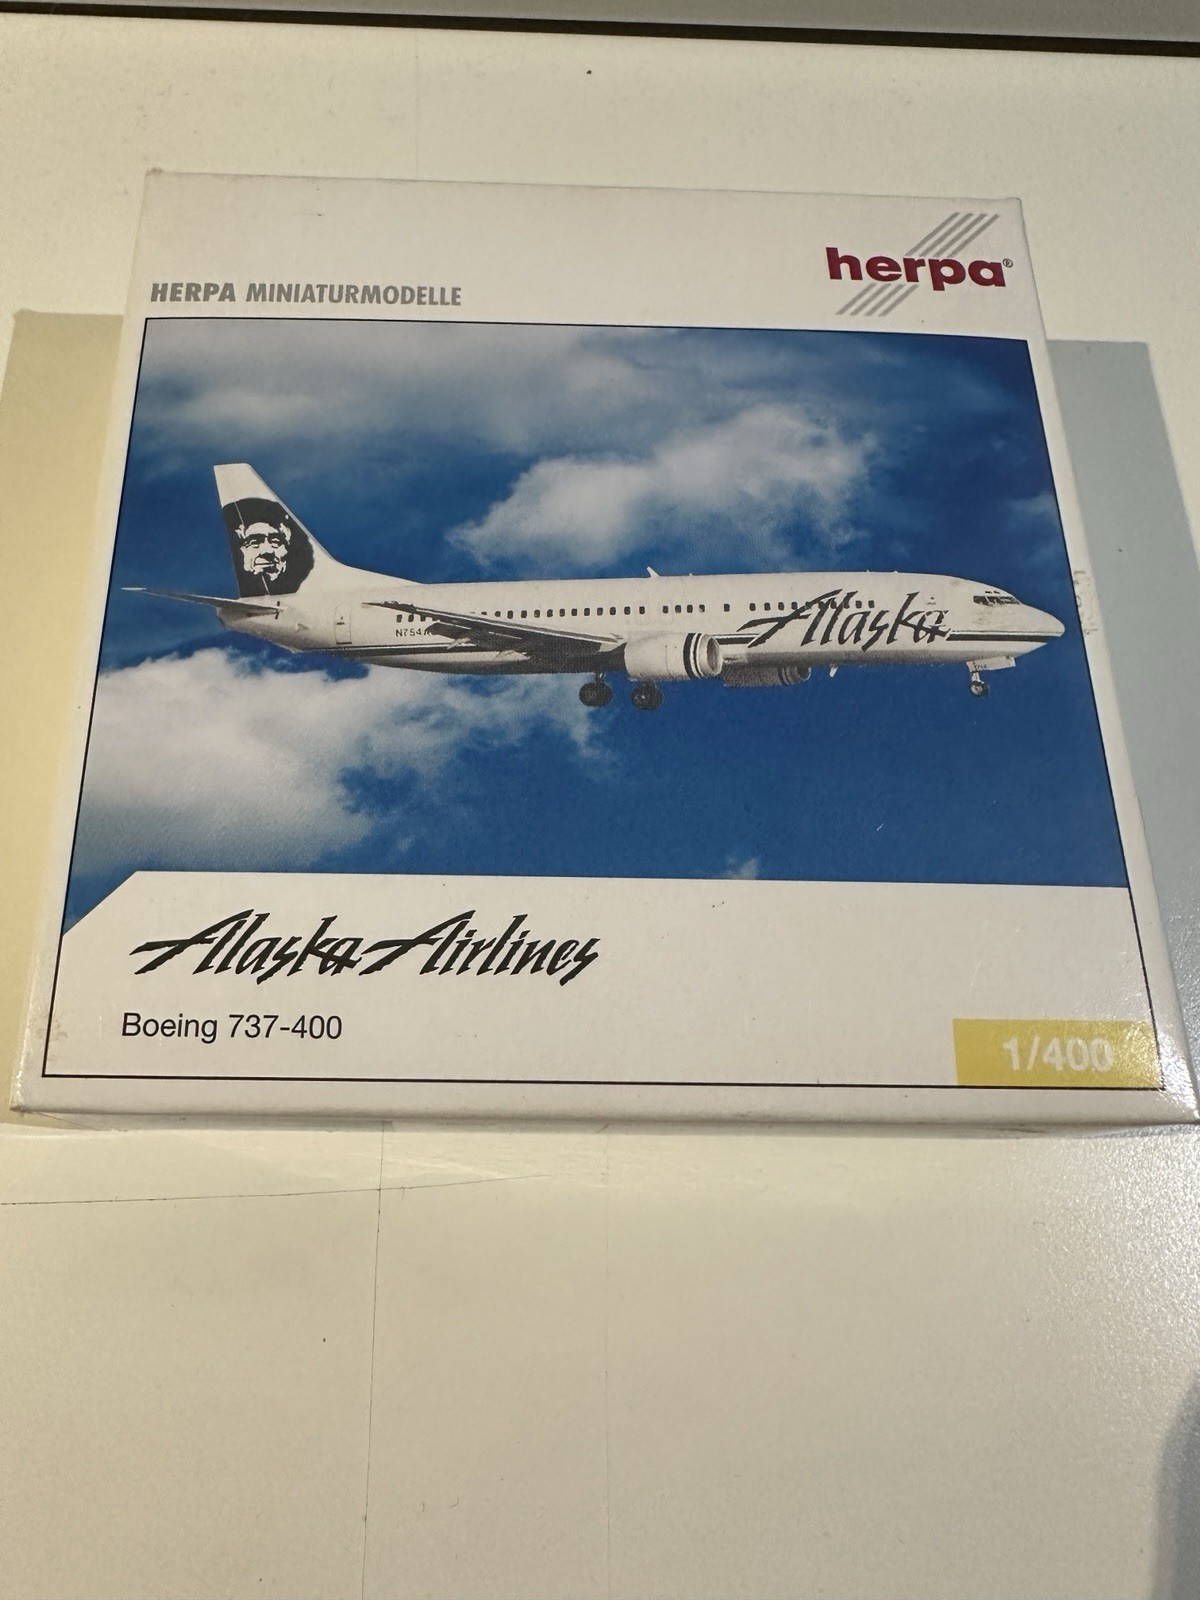 herpa®
HERPA MINIATURMODELLE
Alaska
Alaska Airlines
Boeing 737-400
1/400